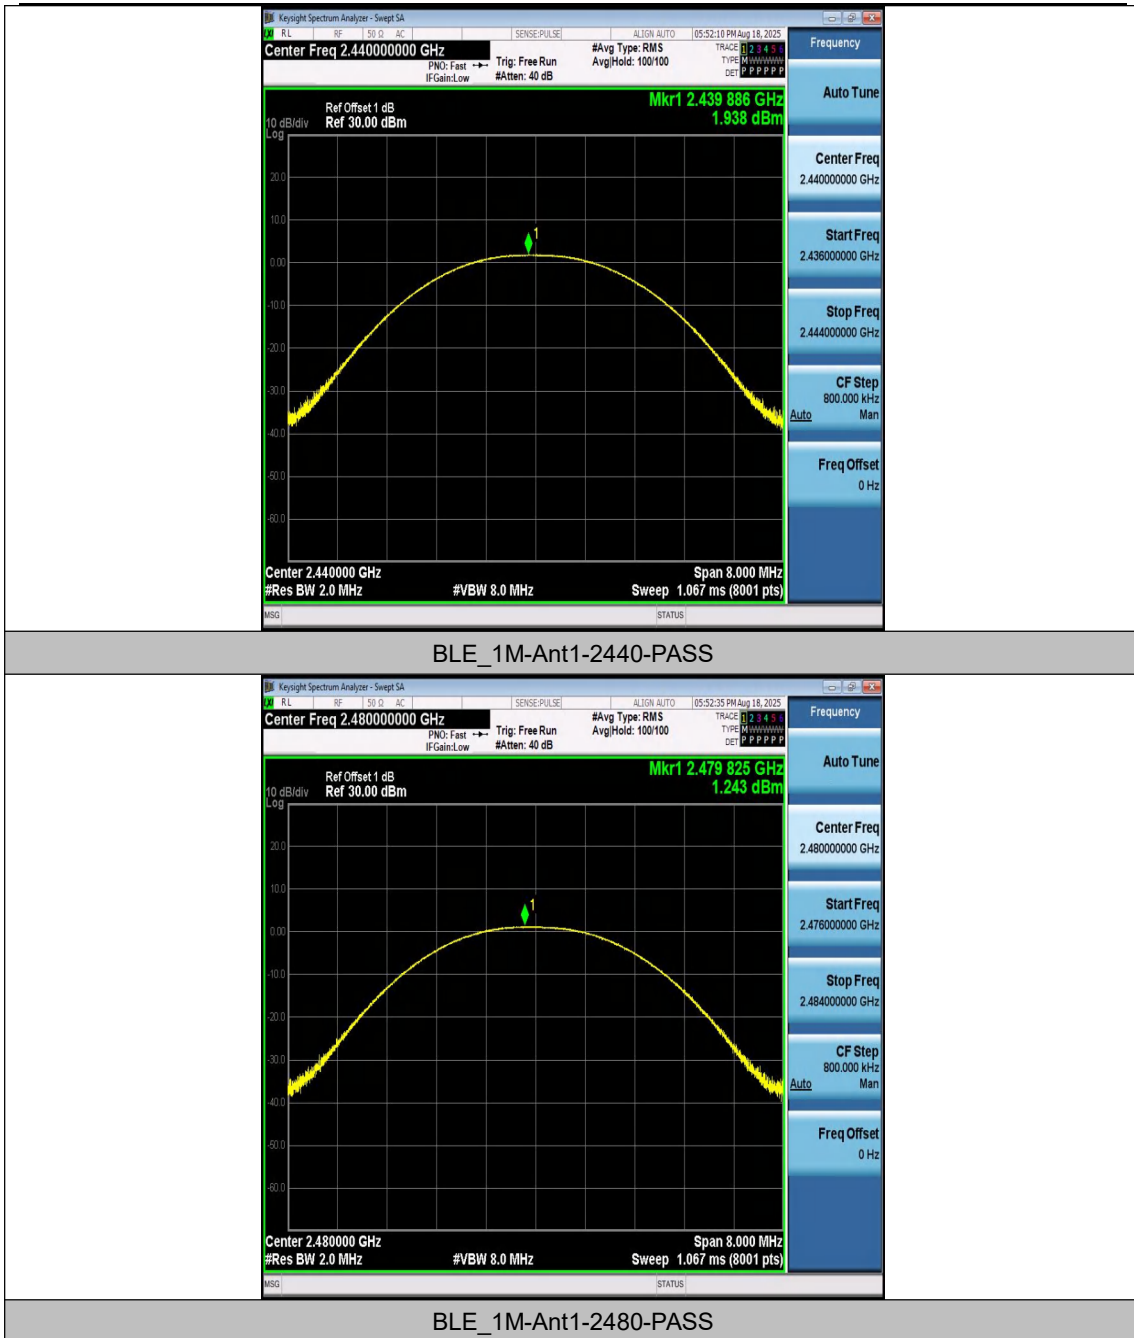 Keysight Spectrum Analyzer - Swept SA
RL RF 50 Ω AC SENSE:PULSE ALIGN AUTO 05:52:10 PM Aug 18, 2025
Center Freq 2.440000000 GHz
PNO: Fast
IFGain:Low
Trig: Free Run
#Atten: 40 dB
#Avg Type: RMS
Avg|Hold: 100/100
TRACE 1 2 3 4 5 6
TYPE M WWWWW
DET P P P P P P
Frequency
Auto Tune
Center Freq
2.440000000 GHz
Start Freq
2.436000000 GHz
Stop Freq
2.444000000 GHz
CF Step
800.000 kHz
Auto Man
Freq Offset
0 Hz
Mkr1 2.439 886 GHz
1.938 dBm
Ref Offset 1 dB
10 dB/div Ref 30.00 dBm
Log
20.0
10.0
0.00
-10.0
-20.0
-30.0
-40.0
-50.0
-60.0
1
Center 2.440000 GHz Span 8.000 MHz
#Res BW 2.0 MHz #VBW 8.0 MHz Sweep 1.067 ms (8001 pts)
MSG STATUS
BLE_1M-Ant1-2440-PASS
Keysight Spectrum Analyzer - Swept SA
RL RF 50 Ω AC SENSE:PULSE ALIGN AUTO 05:52:35 PM Aug 18, 2025
Center Freq 2.480000000 GHz
PNO: Fast
IFGain:Low
Trig: Free Run
#Atten: 40 dB
#Avg Type: RMS
Avg|Hold: 100/100
TRACE 1 2 3 4 5 6
TYPE M WWWWW
DET P P P P P P
Frequency
Auto Tune
Center Freq
2.480000000 GHz
Start Freq
2.476000000 GHz
Stop Freq
2.484000000 GHz
CF Step
800.000 kHz
Auto Man
Freq Offset
0 Hz
Mkr1 2.479 825 GHz
1.243 dBm
Ref Offset 1 dB
10 dB/div Ref 30.00 dBm
Log
20.0
10.0
0.00
-10.0
-20.0
-30.0
-40.0
-50.0
-60.0
1
Center 2.480000 GHz Span 8.000 MHz
#Res BW 2.0 MHz #VBW 8.0 MHz Sweep 1.067 ms (8001 pts)
MSG STATUS
BLE_1M-Ant1-2480-PASS